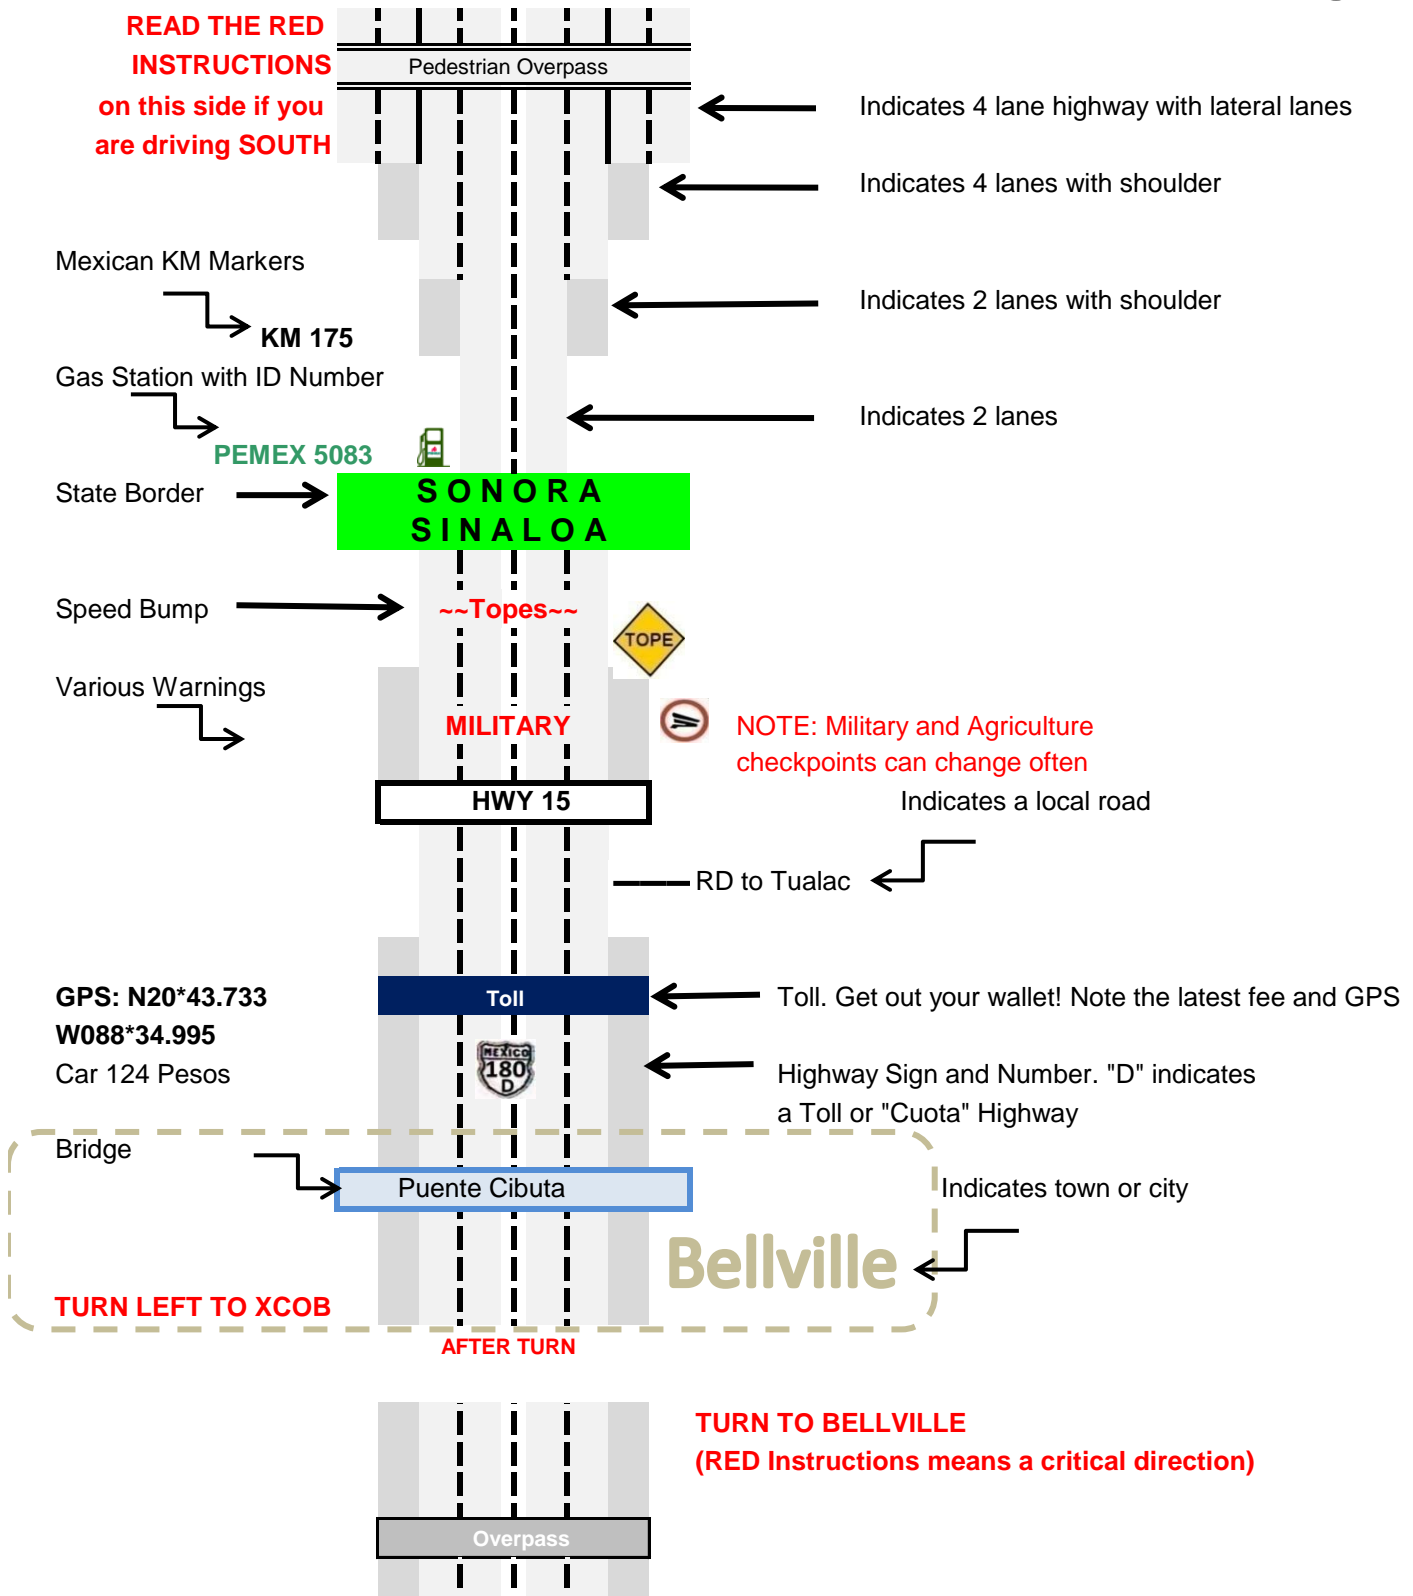 READ THE RED
INSTRUCTIONS
on this side if you
are driving SOUTH
Pedestrian Overpass
Indicates 4 lane highway with lateral lanes
Indicates 4 lanes with shoulder
Mexican KM Markers
Indicates 2 lanes with shoulder
KM 175
Gas Station with ID Number
Indicates 2 lanes
PEMEX 5083
State Border
SONORA
SINALOA
Speed Bump
~~Topes~~
TOPE
Various Warnings
MILITARY
NOTE: Military and Agriculture
checkpoints can change often
HWY 15
Indicates a local road
RD to Tualac
GPS: N20*43.733
W088*34.995
Car 124 Pesos
Toll
Toll. Get out your wallet! Note the latest fee and GPS
MEXICO
180
D
Highway Sign and Number. "D" indicates
a Toll or "Cuota" Highway
Bridge
Puente Cibuta
Indicates town or city
Bellville
TURN LEFT TO XCOB
AFTER TURN
TURN TO BELLVILLE
(RED Instructions means a critical direction)
Overpass